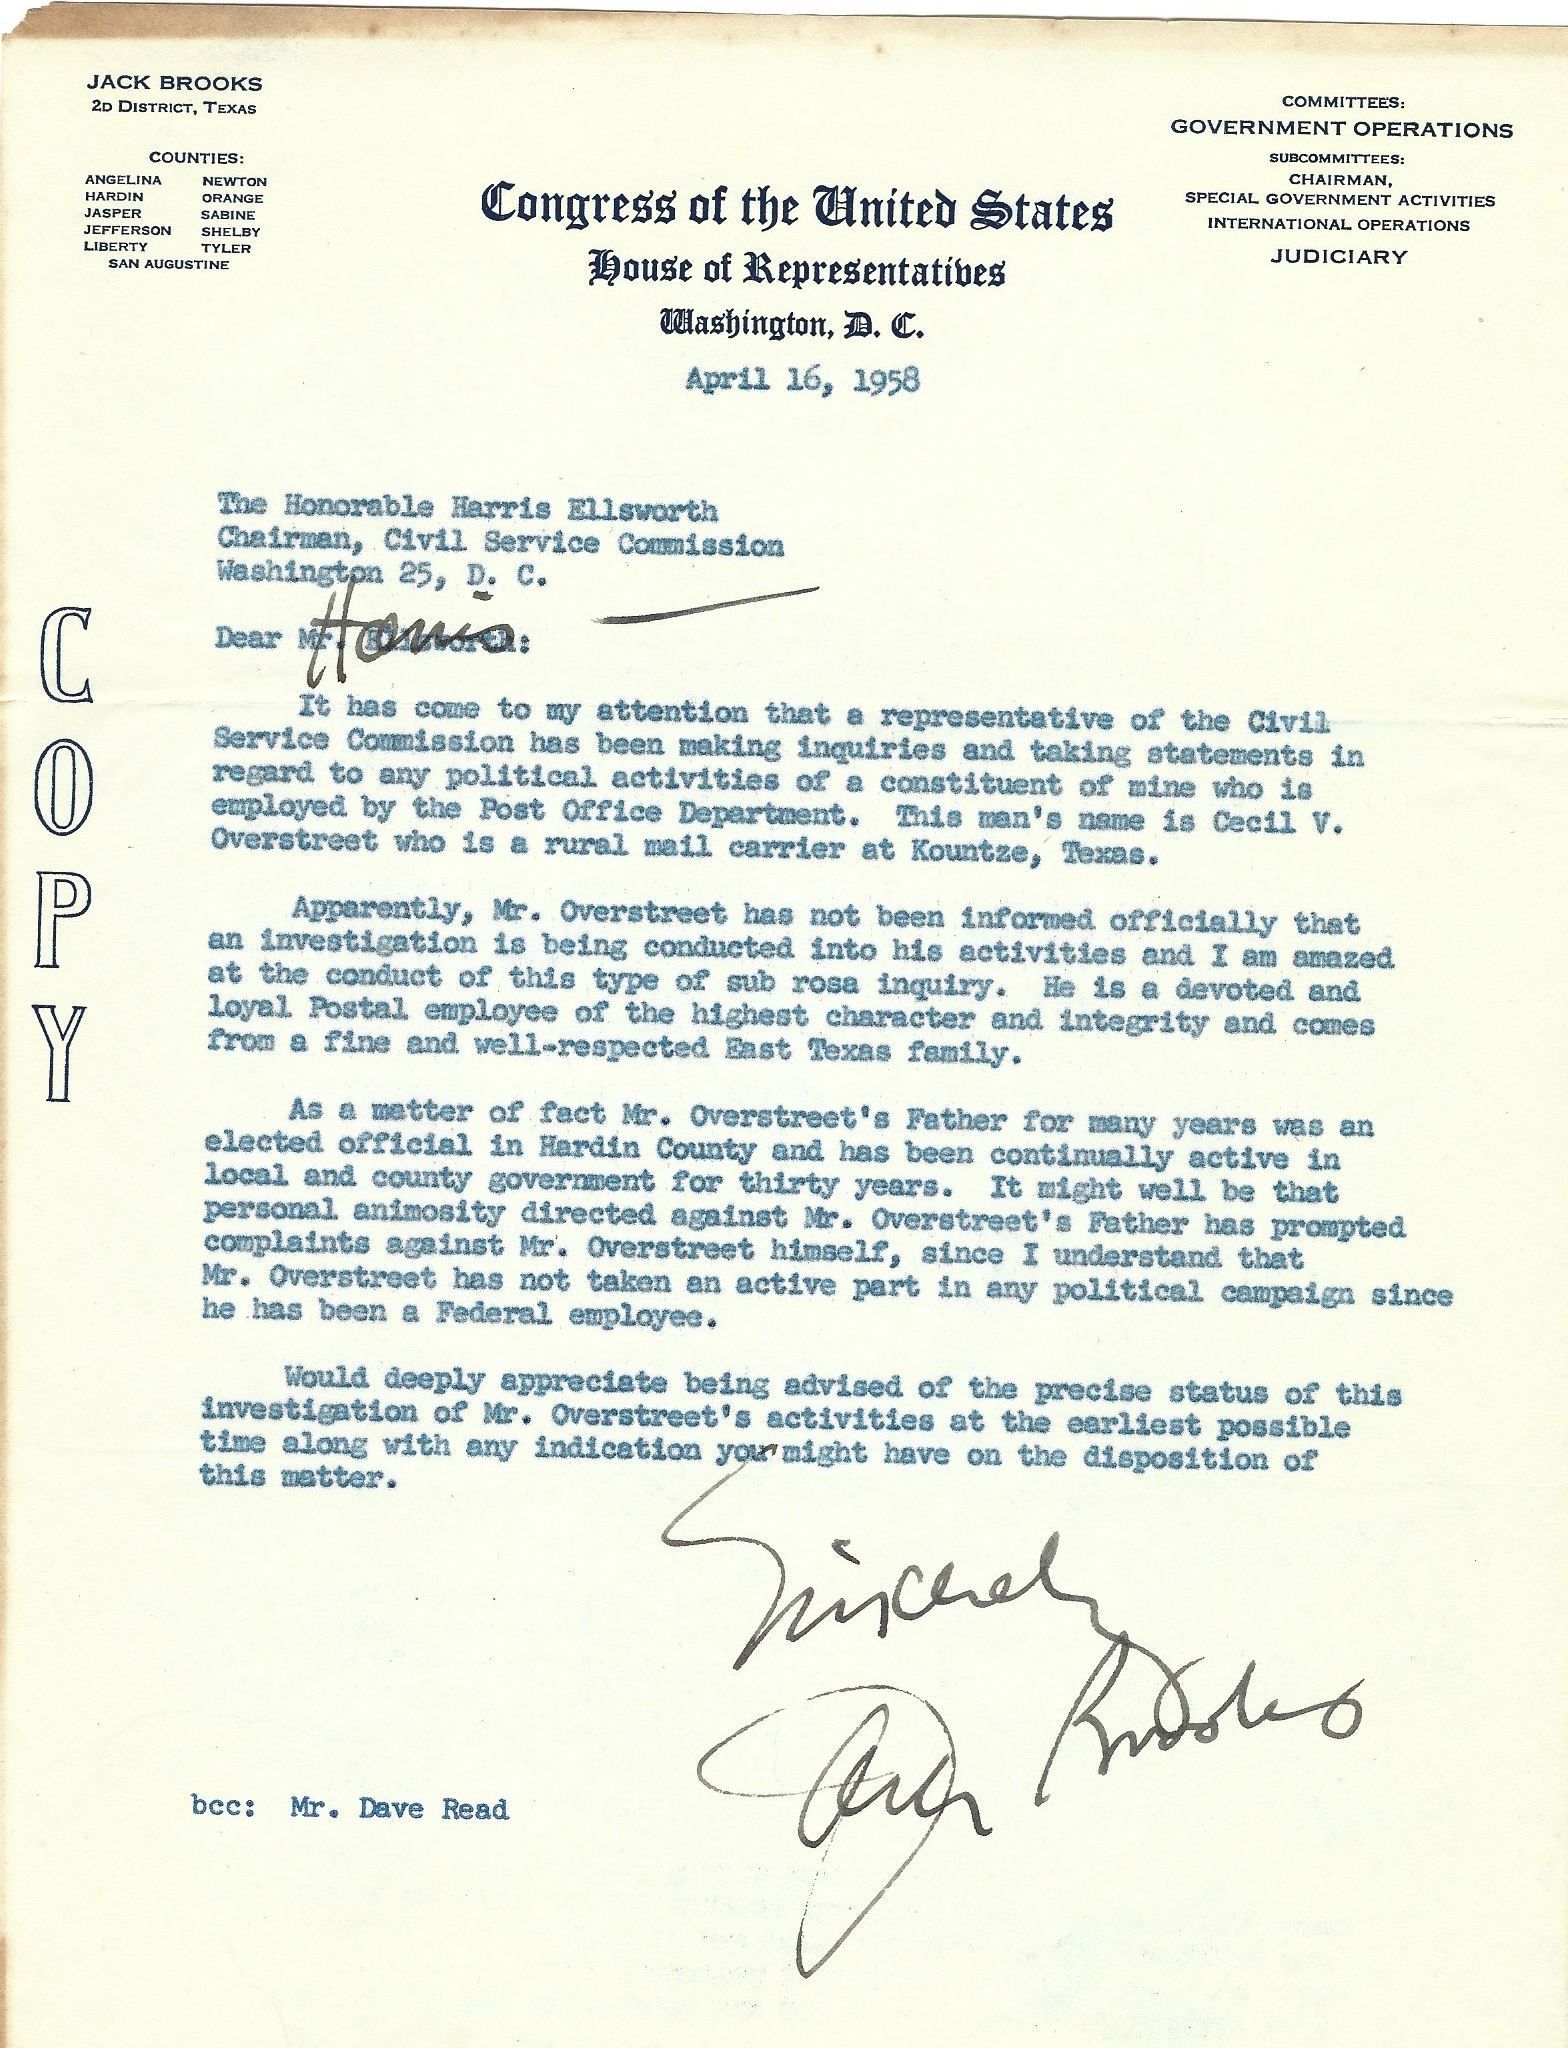 JACK BROOKS
2D DISTRICT, TEXAS
COUNTIES:
ANGELINA NEWTON
HARDIN ORANGE
JASPER SABINE
JEFFERSON SHELBY
LIBERTY TYLER
SAN AUGUSTINE
COMMITTEES:
GOVERNMENT OPERATIONS
SUBCOMMITTEES:
CHAIRMAN,
SPECIAL GOVERNMENT ACTIVITIES
INTERNATIONAL OPERATIONS
JUDICIARY
Congress of the United States
House of Representatives
Washington, D. C.
April 16, 1958
COPY
The Honorable Harris Ellsworth
Chairman, Civil Service Commission
Washington 25, D. C.
Harris
Dear Mr. Ellsworth:
It has come to my attention that a representative of the Civil
Service Commission has been making inquiries and taking statements in
regard to any political activities of a constituent of mine who is
employed by the Post Office Department. This man's name is Cecil V.
Overstreet who is a rural mail carrier at Kountze, Texas.
Apparently, Mr. Overstreet has not been informed officially that
an investigation is being conducted into his activities and I am amazed
at the conduct of this type of sub rosa inquiry. He is a devoted and
loyal Postal employee of the highest character and integrity and comes
from a fine and well-respected East Texas family.
As a matter of fact Mr. Overstreet's Father for many years was an
elected official in Hardin County and has been continually active in
local and county government for thirty years. It might well be that
personal animosity directed against Mr. Overstreet's Father has prompted
complaints against Mr. Overstreet himself, since I understand that
Mr. Overstreet has not taken an active part in any political campaign since
he has been a Federal employee.
Would deeply appreciate being advised of the precise status of this
investigation of Mr. Overstreet's activities at the earliest possible
time along with any indication you might have on the disposition of
this matter.
Sincerely
Jack Brooks
bcc: Mr. Dave Read